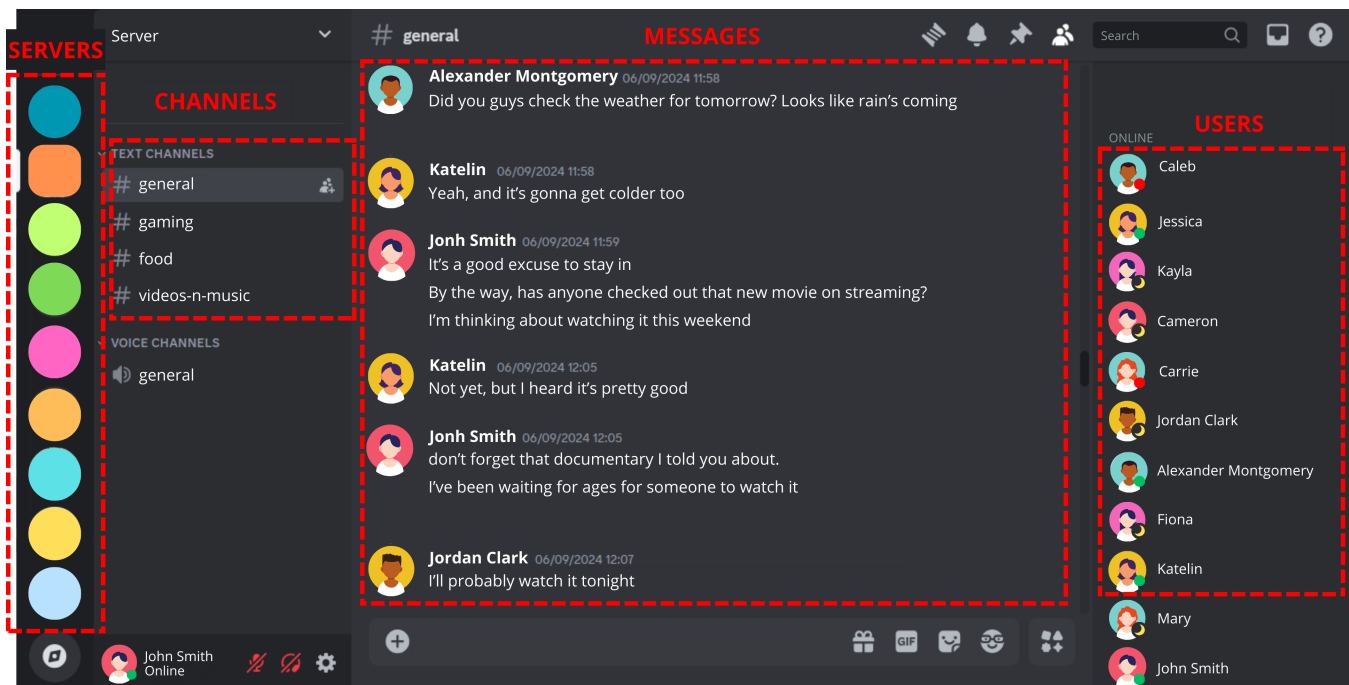 SERVERS
Server
CHANNELS
TEXT CHANNELS
# general
# gaming
# food
# videos-n-music
VOICE CHANNELS
general
John Smith
Online
# general
MESSAGES
Search
Alexander Montgomery 06/09/2024 11:58
Did you guys check the weather for tomorrow? Looks like rain’s coming
Katelin 06/09/2024 11:58
Yeah, and it’s gonna get colder too
Jonh Smith 06/09/2024 11:59
It’s a good excuse to stay in
By the way, has anyone checked out that new movie on streaming?
I’m thinking about watching it this weekend
Katelin 06/09/2024 12:05
Not yet, but I heard it’s pretty good
Jonh Smith 06/09/2024 12:05
don’t forget that documentary I told you about.
I’ve been waiting for ages for someone to watch it
Jordan Clark 06/09/2024 12:07
I’ll probably watch it tonight
GIF
USERS
ONLINE
Caleb
Jessica
Kayla
Cameron
Carrie
Jordan Clark
Alexander Montgomery
Fiona
Katelin
Mary
John Smith